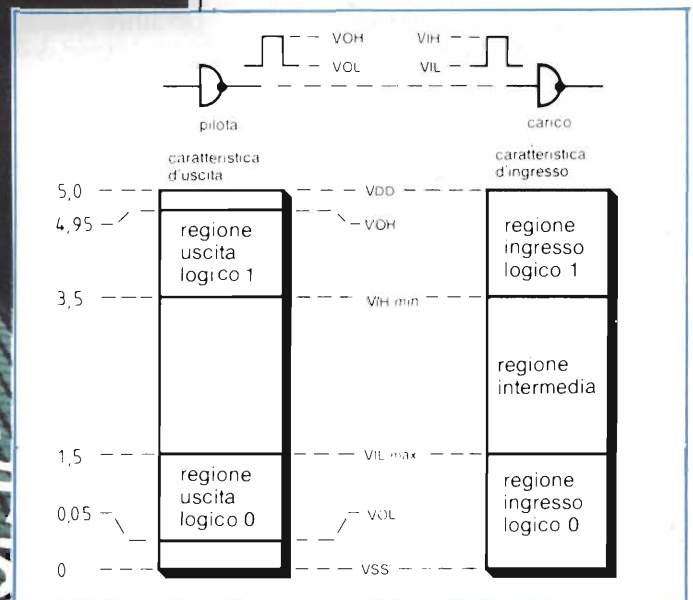 VOH
VOL
VIH
VIL
pilota
carico
caratteristica
d'uscita
caratteristica
d'ingresso
5,0
VDD
4,95
VOH
regione
uscita
logico 1
regione
ingresso
logico 1
3,5
VIH min
regione
intermedia
1,5
VIL max
regione
uscita
logico 0
regione
ingresso
logico 0
0,05
VOL
0
VSS